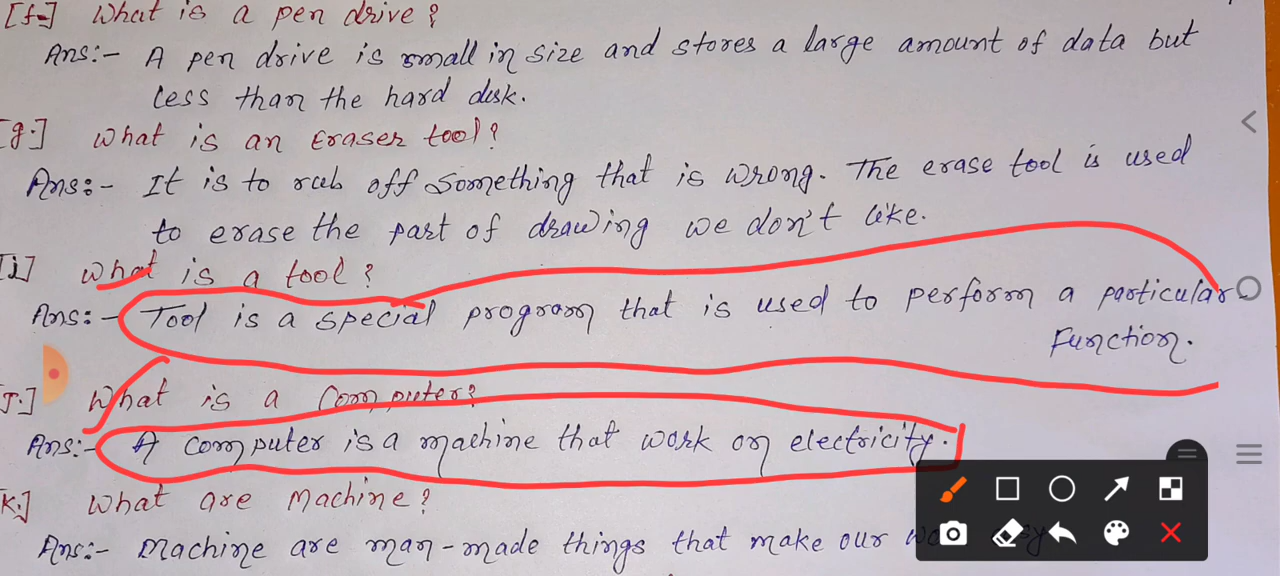 [f-] What is a pen drive?
Ans:- A pen drive is small in size and stores a large amount of data but
less than the hard disk.
[g.] What is an Eraser tool?
Ans:- It is to rub off Something that is wrong. The erase tool is used
to erase the part of drawing we don't like.
[i] What is a tool?
Ans:- Tool is a special program that is used to perform a particular
Function.
[J.] What is a Computer?
Ans:- A computer is a machine that work on electricity.
[K.] What are Machine?
Ans:- Machine are man-made things that make our